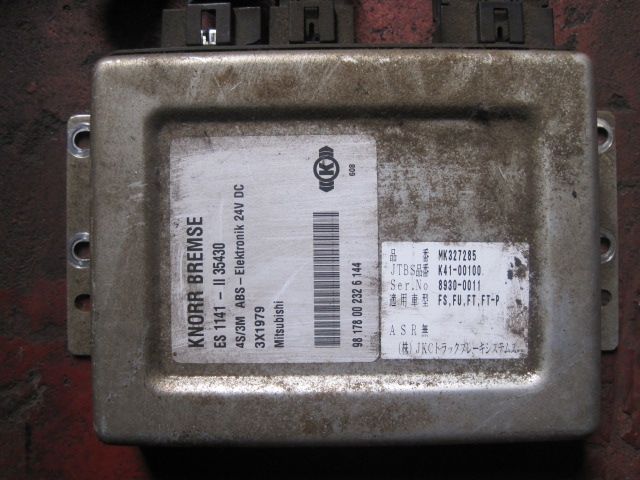 KNORR BREMSE
ES 1141 - II 35430
4S/3M ABS - Elektronik 24V DC
3X1979
Mitsubishi
98 178 00 232 6 144
K
608
品 番 MK327285
JTBS品番 K41-00100
Ser.No 8930-0011
適用車型 FS,FU,FT,FT-P
ASR無
(株)JKCトラックブレーキシステムズ